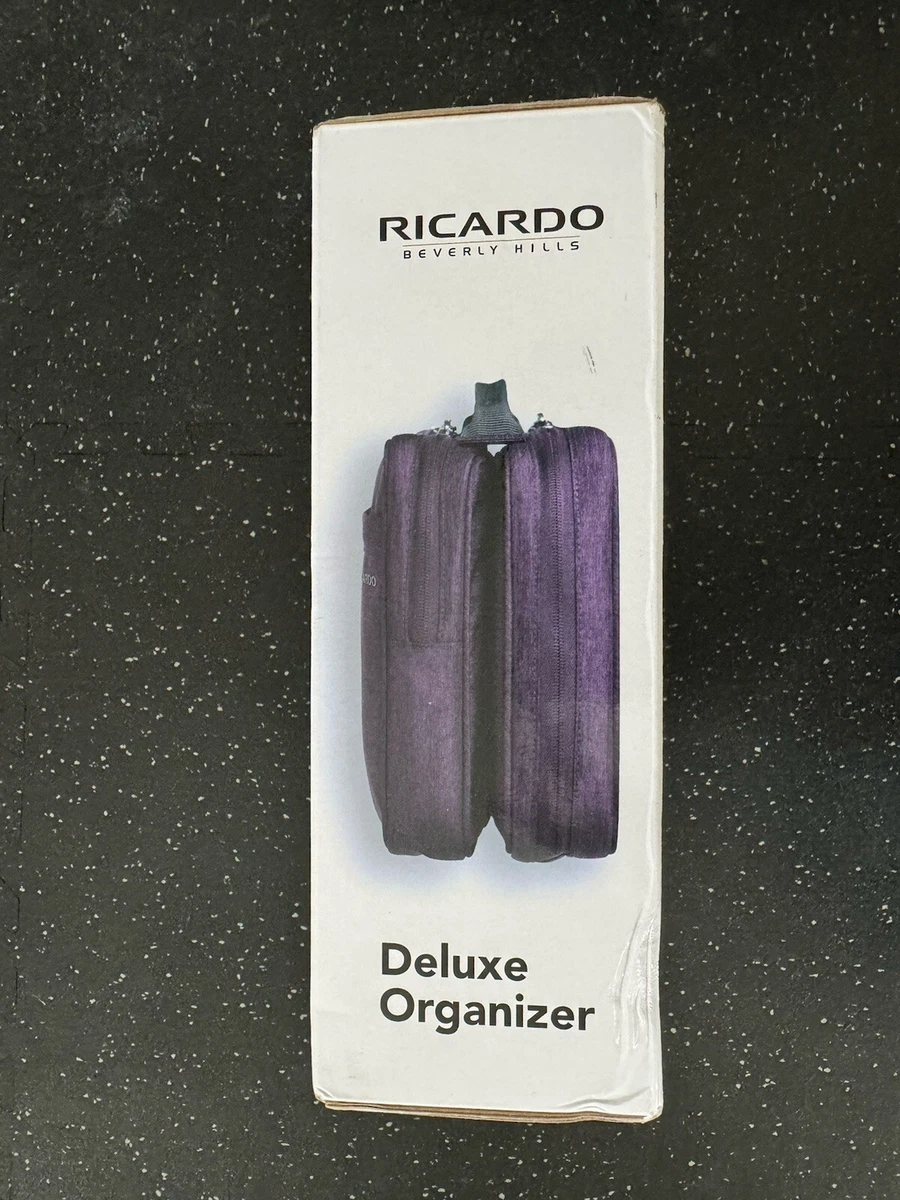 RICARDO
BEVERLY HILLS
Deluxe
Organizer